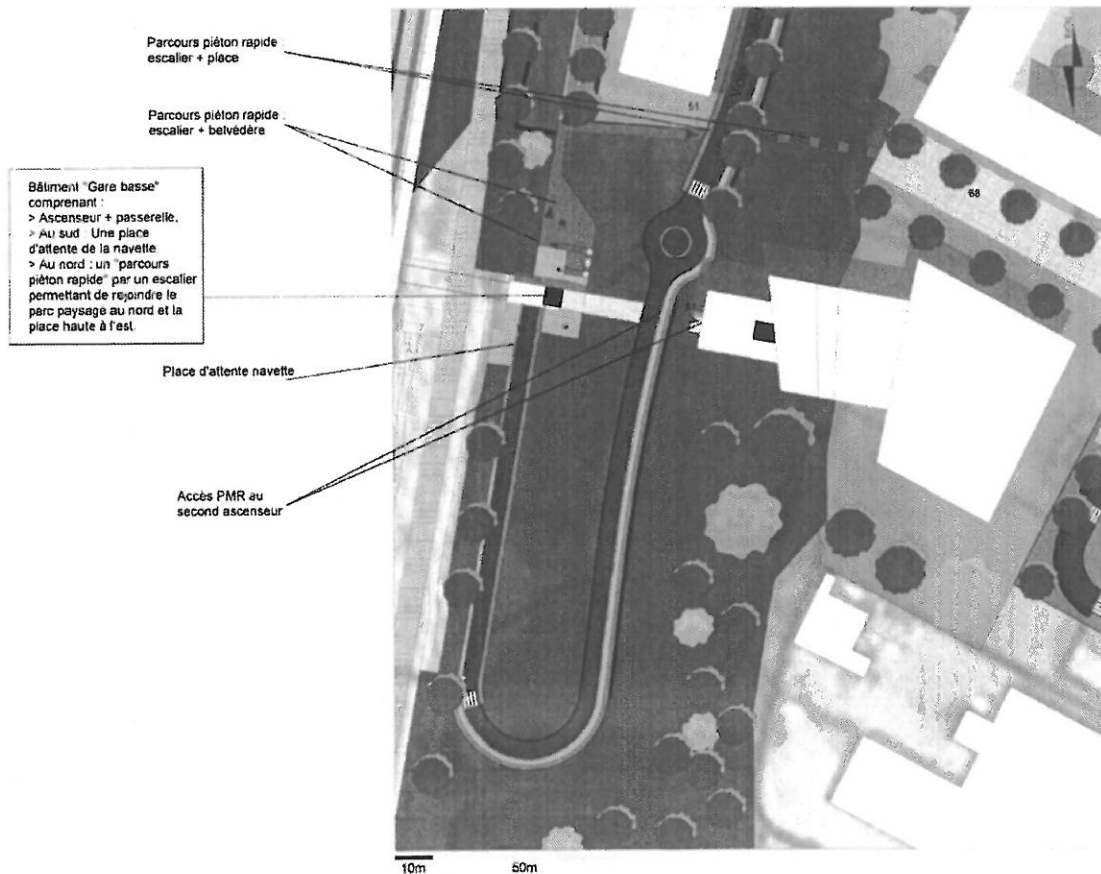 Parcours piéton rapide :
escalier + place
Parcours piéton rapide :
escalier + belvédère
Bâtiment "Gare basse"
comprenant :
> Ascenseur + passerelle,
> Au sud : Une place
d'attente de la navette
> Au nord : un "parcours
piéton rapide" par un escalier
permettant de rejoindre le
parc paysage au nord et la
place haute à l'est.
Place d'attente navette
Accès PMR au
second ascenseur
51
68
10m
50m